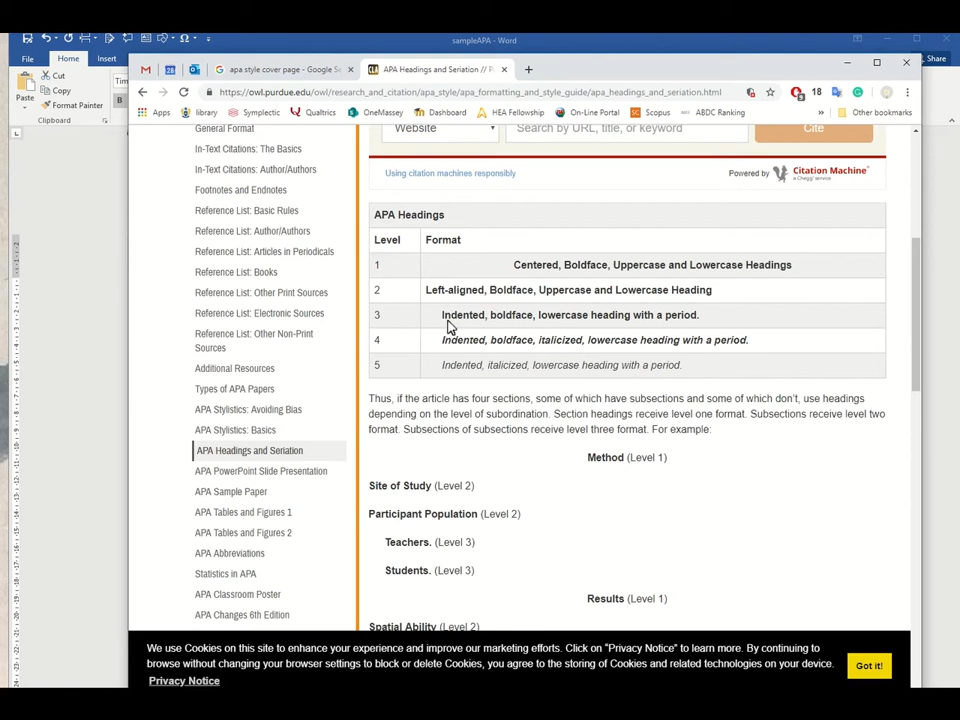 sampleAPA - Word
File
Home
Insert
Share
Cut
Copy
Format Painter
Paste
Clipboard
Tim
B
apa style cover page - Google Se
APA Headings and Seriation // P
https://owl.purdue.edu/owl/research_and_citation/apa_style/apa_formatting_and_style_guide/apa_headings_and_seriation.html
18
Apps
Symplectic
library
Qualtrics
OneMassey
Dashboard
HEA Fellowship
On-Line Portal
Scopus
ABDC Ranking
»
Other bookmarks
General Format
In-Text Citations: The Basics
In-Text Citations: Author/Authors
Footnotes and Endnotes
Reference List: Basic Rules
Reference List: Author/Authors
Reference List: Articles in Periodicals
Reference List: Books
Reference List: Other Print Sources
Reference List: Electronic Sources
Reference List: Other Non-Print
Sources
Additional Resources
Types of APA Papers
APA Stylistics: Avoiding Bias
APA Stylistics: Basics
APA Headings and Seriation
APA PowerPoint Slide Presentation
APA Sample Paper
APA Tables and Figures 1
APA Tables and Figures 2
APA Abbreviations
Statistics in APA
APA Classroom Poster
APA Changes 6th Edition
Website
Search by URL, title, or keyword
Cite
Using citation machines responsibly
Powered by
Citation Machine
a Chegg service
APA Headings
Level Format
1 Centered, Boldface, Uppercase and Lowercase Headings
2 Left-aligned, Boldface, Uppercase and Lowercase Heading
3 Indented, boldface, lowercase heading with a period.
4 Indented, boldface, italicized, lowercase heading with a period.
5 Indented, italicized, lowercase heading with a period.
Thus, if the article has four sections, some of which have subsections and some of which don't, use headings
depending on the level of subordination. Section headings receive level one format. Subsections receive level two
format. Subsections of subsections receive level three format. For example:
Method (Level 1)
Site of Study (Level 2)
Participant Population (Level 2)
Teachers. (Level 3)
Students. (Level 3)
Results (Level 1)
Spatial Ability (Level 2)
We use Cookies on this site to enhance your experience and improve our marketing efforts. Click on "Privacy Notice" to learn more. By continuing
to browse without changing your browser settings to block or delete Cookies, you agree to the storing of Cookies and related technologies on your device.
Privacy Notice
Got it!